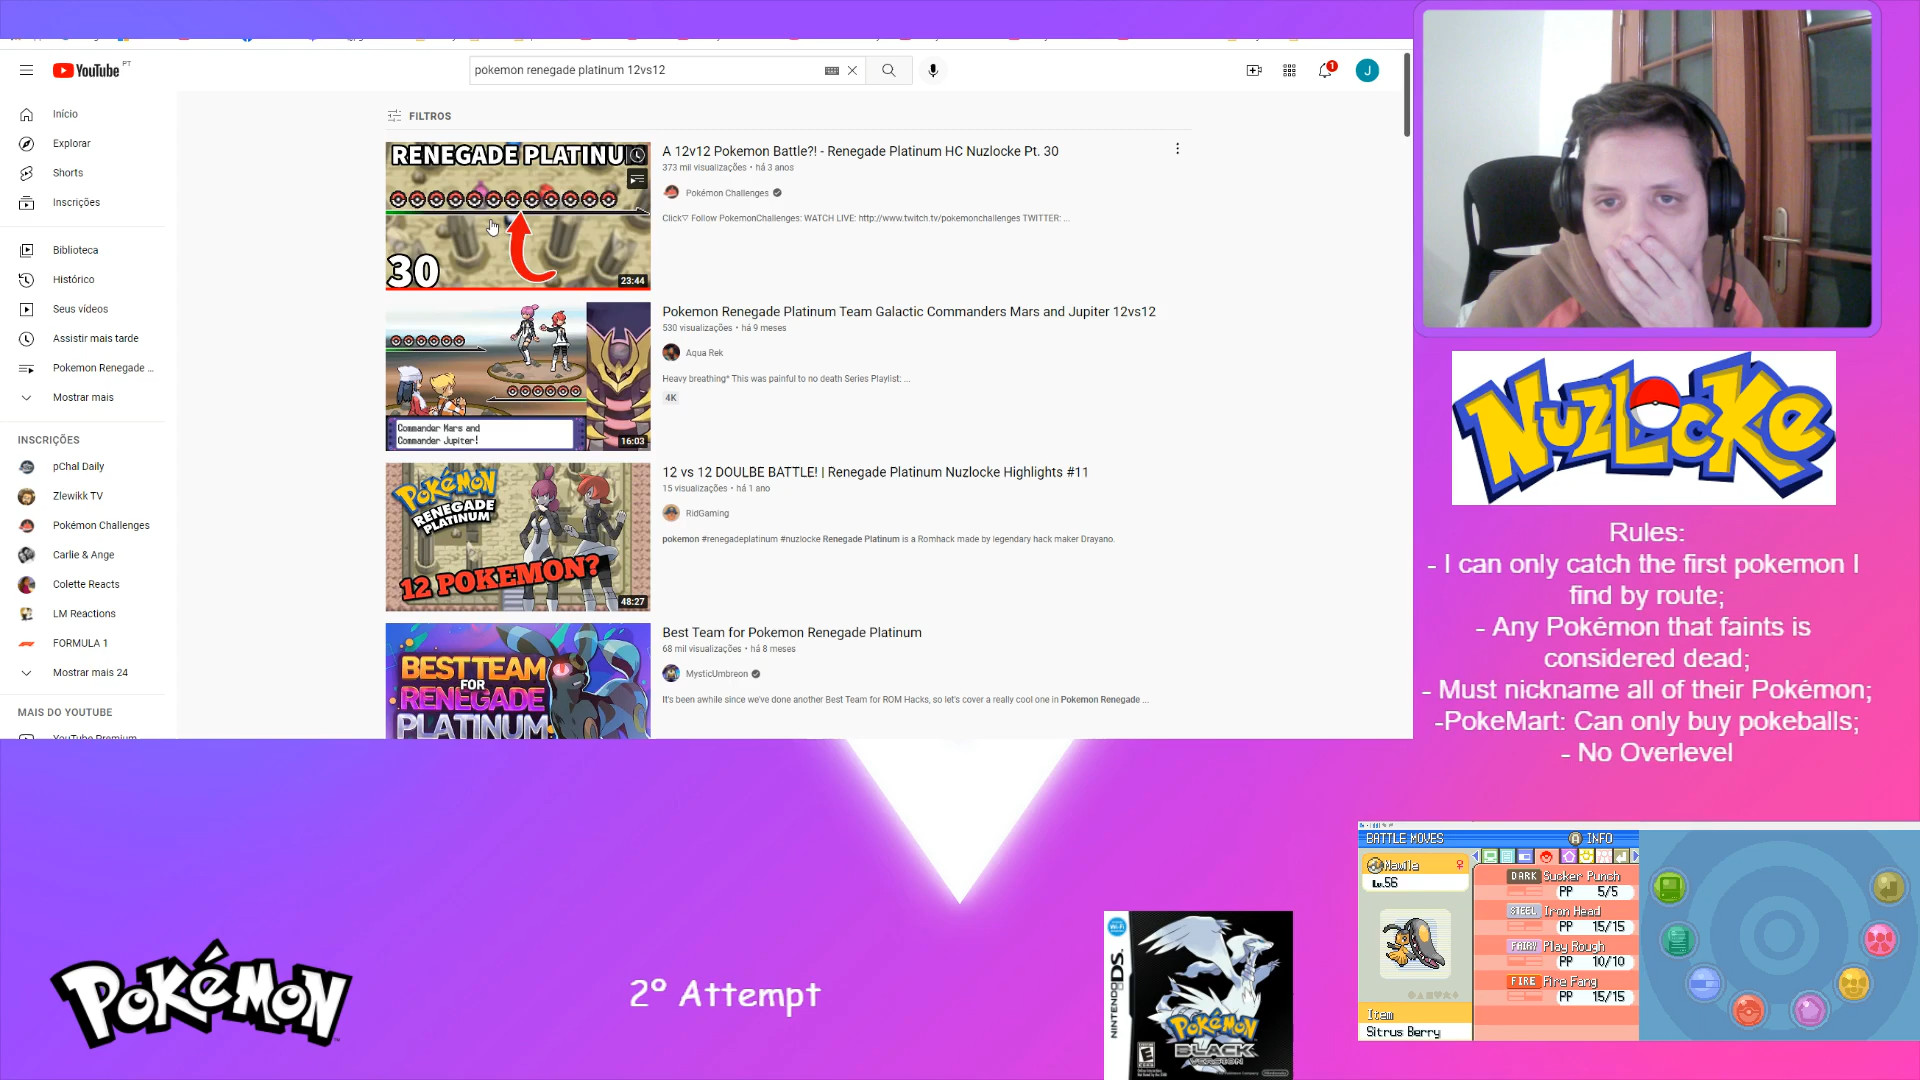 YouTube PT
pokemon renegade platinum 12vs12
1
J
Início
Explorar
Shorts
Inscrições
Biblioteca
Histórico
Seus vídeos
Assistir mais tarde
Pokemon Renegade ...
Mostrar mais
INSCRIÇÕES
pChal Daily
Zlewikk TV
Pokémon Challenges
Carlie & Ange
Colette Reacts
LM Reactions
FORMULA 1
Mostrar mais 24
MAIS DO YOUTUBE
YouTube Premium
FILTROS
RENEGADE PLATINU
30
23:44
A 12v12 Pokemon Battle?! - Renegade Platinum HC Nuzlocke Pt. 30
373 mil visualizações • há 3 anos
Pokémon Challenges
Click▽ Follow PokemonChallenges: WATCH LIVE: http://www.twitch.tv/pokemonchallenges TWITTER: ...
Commander Mars and
Commander Jupiter!
16:03
Pokemon Renegade Platinum Team Galactic Commanders Mars and Jupiter 12vs12
530 visualizações • há 9 meses
Aqua Rek
Heavy breathing* This was painful to no death Series Playlist: ...
4K
POKéMON
RENEGADE
PLATINUM
12 POKEMON?
48:27
12 vs 12 DOULBE BATTLE! | Renegade Platinum Nuzlocke Highlights #11
15 visualizações • há 1 ano
RidGaming
pokemon #renegadeplatinum #nuzlocke Renegade Platinum is a Romhack made by legendary hack maker Drayano.
BEST TEAM
FOR
RENEGADE
PLATINUM
Best Team for Pokemon Renegade Platinum
68 mil visualizações • há 8 meses
MysticUmbreon
It's been awhile since we've done another Best Team for ROM Hacks, so let's cover a really cool one in Pokemon Renegade ...
NUZLOCKE
Rules:
- I can only catch the first pokemon I
find by route;
- Any Pokémon that faints is
considered dead;
- Must nickname all of their Pokémon;
-PokeMart: Can only buy pokeballs;
- No Overlevel
BATTLE MOVES
A INFO
Mawile ♀
Lv.56
DARK Sucker Punch
PP 5/5
STEEL Iron Head
PP 15/15
FAIRY Play Rough
PP 10/10
FIRE Fire Fang
PP 15/15
Item
Sitrus Berry
POKéMON
2º Attempt
NINTENDO DS
Wi-Fi
POKéMON
BLACK
VERSION
E
Nintendo